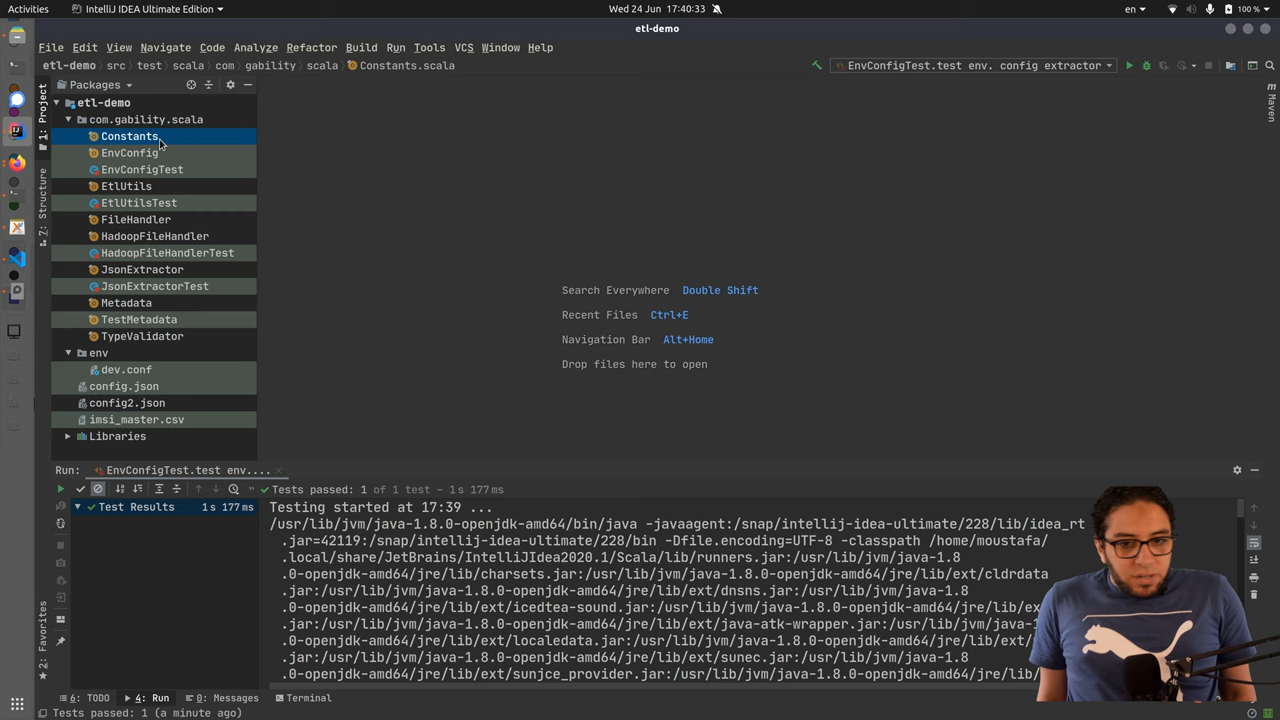 Activities
IntelliJ IDEA Ultimate Edition
Wed 24 Jun 17:40:33
en
100 %
etl-demo
File Edit View Navigate Code Analyze Refactor Build Run Tools VCS Window Help
etl-demo src test scala com gability scala Constants.scala
EnvConfigTest.test env. config extractor
Packages
1: Project
7: Structure
2: Favorites
Maven
etl-demo
com.gability.scala
Constants
EnvConfig
EnvConfigTest
EtlUtils
EtlUtilsTest
FileHandler
HadoopFileHandler
HadoopFileHandlerTest
JsonExtractor
JsonExtractorTest
Metadata
TestMetadata
TypeValidator
env
dev.conf
config.json
config2.json
imsi_master.csv
Libraries
Search Everywhere Double Shift
Recent Files Ctrl+E
Navigation Bar Alt+Home
Drop files here to open
Run: EnvConfigTest.test env....
Tests passed: 1 of 1 test – 1 s 177 ms
Test Results 1 s 177 ms
Testing started at 17:39 ...
/usr/lib/jvm/java-1.8.0-openjdk-amd64/bin/java -javaagent:/snap/intellij-idea-ultimate/228/lib/idea_rt
.jar=42119:/snap/intellij-idea-ultimate/228/bin -Dfile.encoding=UTF-8 -classpath /home/moustafa/
.local/share/JetBrains/IntelliJIdea2020.1/Scala/lib/runners.jar:/usr/lib/jvm/java-1.8
.0-openjdk-amd64/jre/lib/charsets.jar:/usr/lib/jvm/java-1.8.0-openjdk-amd64/jre/lib/ext/cldrdata
.jar:/usr/lib/jvm/java-1.8.0-openjdk-amd64/jre/lib/ext/dnsns.jar:/usr/lib/jvm/java-1.8
.0-openjdk-amd64/jre/lib/ext/icedtea-sound.jar:/usr/lib/jvm/java-1.8.0-openjdk-amd64/jre/lib/ex
.jar:/usr/lib/jvm/java-1.8.0-openjdk-amd64/jre/lib/ext/java-atk-wrapper.jar:/usr/lib/jvm/java-1.8
.0-openjdk-amd64/jre/lib/ext/localedata.jar:/usr/lib/jvm/java-1.8.0-openjdk-amd64/jre/lib/ext/
.jar:/usr/lib/jvm/java-1.8.0-openjdk-amd64/jre/lib/ext/sunec.jar:/usr/lib/jvm/java-1.8
.0-openjdk-amd64/jre/lib/ext/sunjce_provider.jar:/usr/lib/jvm/java-1.8.0-openjdk-amd64/jre/lib
6: TODO 4: Run 0: Messages Terminal
Tests passed: 1 (a minute ago)